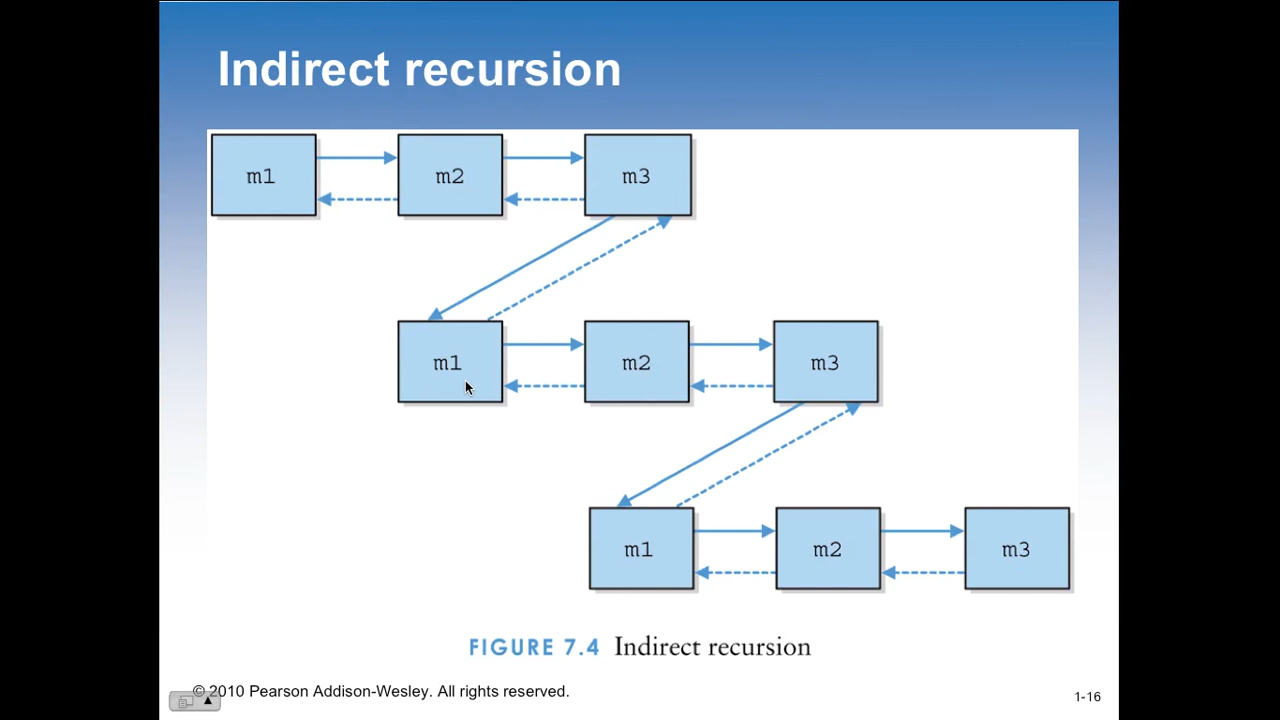 Indirect recursion
m1 m2 m3
m1 m2 m3
m1 m2 m3
FIGURE 7.4 Indirect recursion
© 2010 Pearson Addison-Wesley. All rights reserved.
1-16